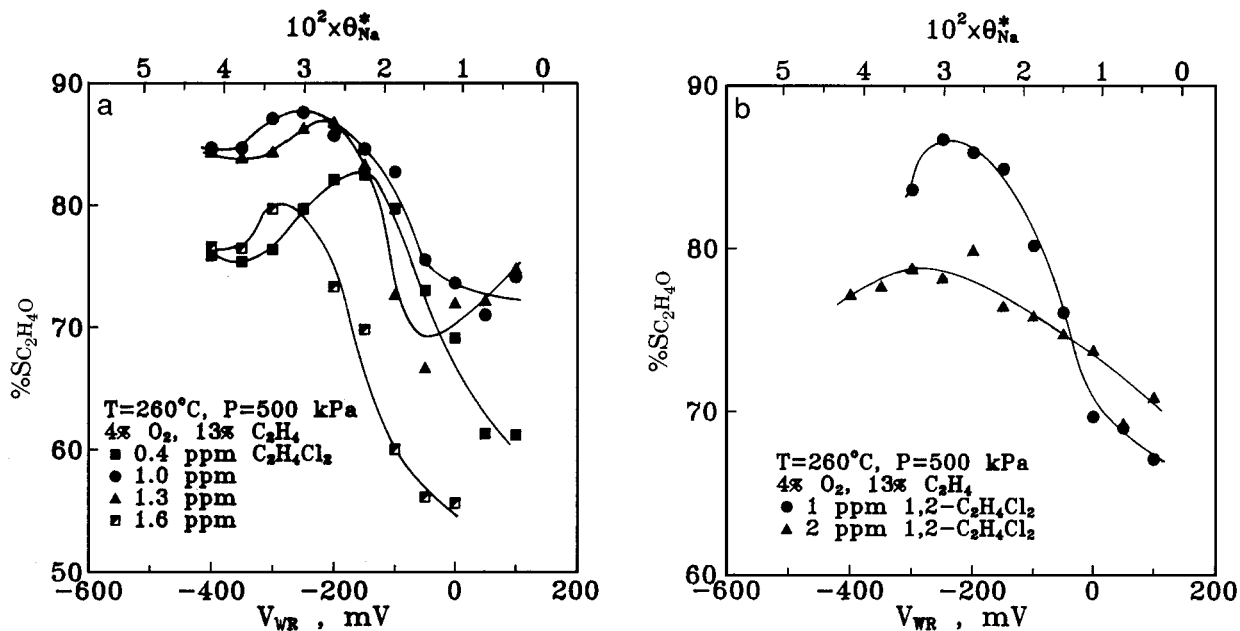 10²×θ*Na
5 4 3 2 1 0
a
90
80
70
60
50
%SC₂H₄O
T=260°C, P=500 kPa
4% O₂, 13% C₂H₄
0.4 ppm C₂H₄Cl₂
1.0 ppm
1.3 ppm
1.6 ppm
-600 -400 -200 0 200
V_WR , mV
10²×θ*Na
5 4 3 2 1 0
b
90
80
70
60
%SC₂H₄O
T=260°C, P=500 kPa
4% O₂, 13% C₂H₄
1 ppm 1,2-C₂H₄Cl₂
2 ppm 1,2-C₂H₄Cl₂
-600 -400 -200 0 200
V_WR , mV